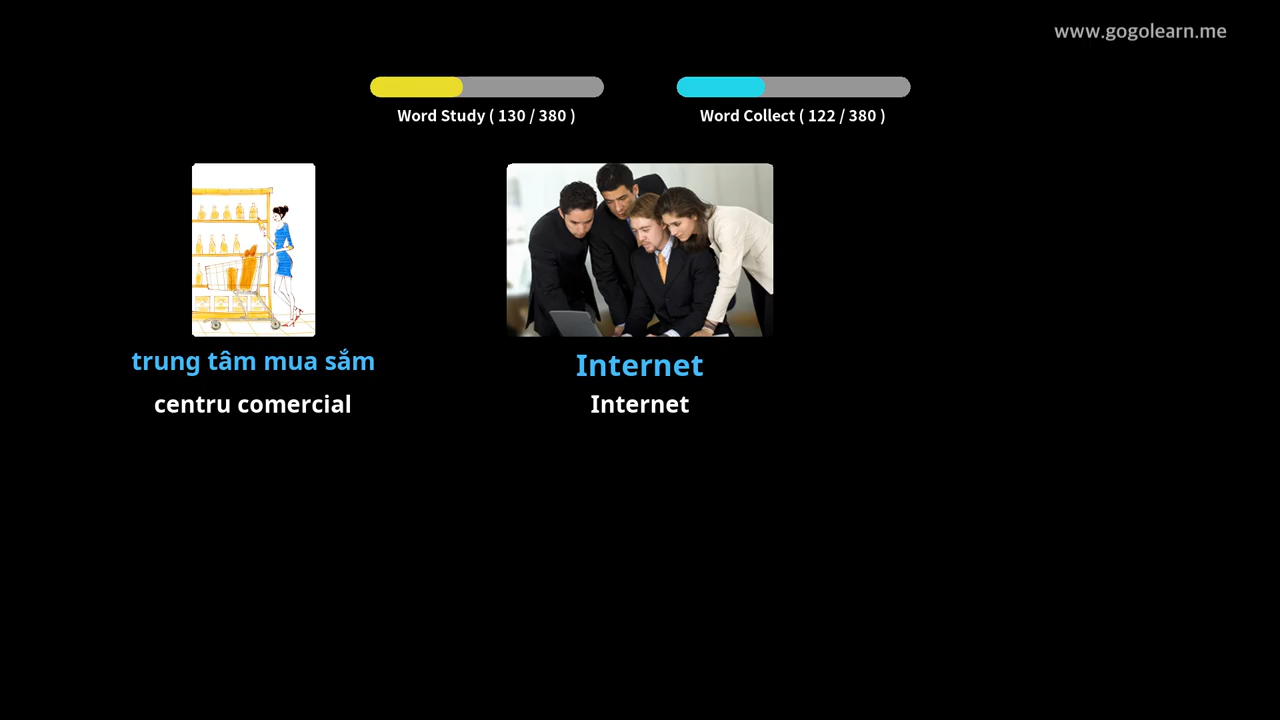 www.gogolearn.me
Word Study ( 130 / 380 )
Word Collect ( 122 / 380 )
trung tâm mua sắm
centru comercial
Internet
Internet